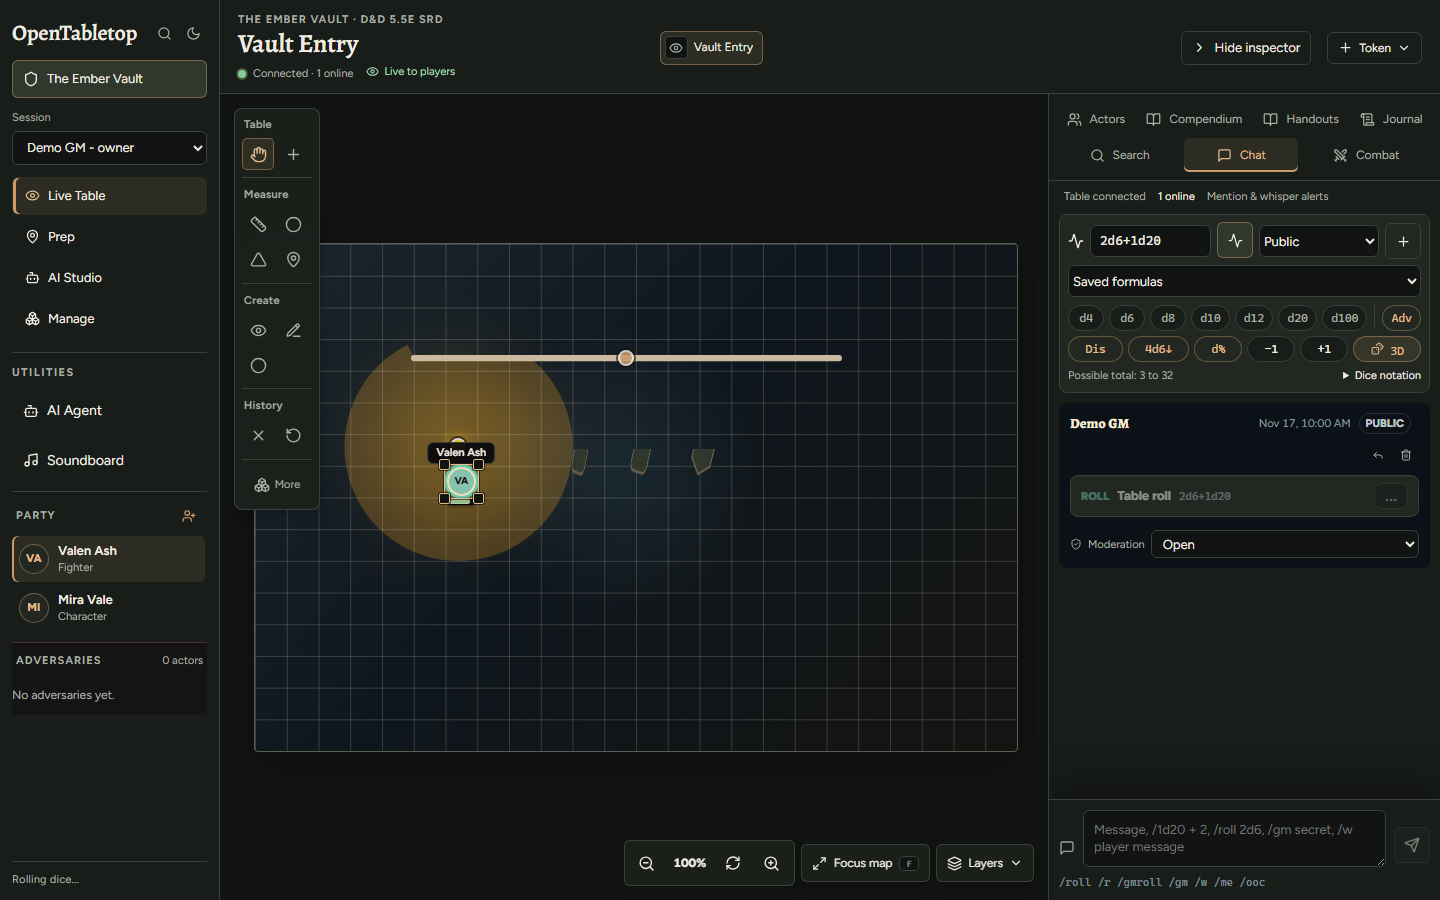 OpenTabletop
The Ember Vault
Session
Demo GM - owner
Live Table
Prep
AI Studio
Manage
UTILITIES
AI Agent
Soundboard
PARTY
VA
Valen Ash
Fighter
MI
Mira Vale
Character
ADVERSARIES
0 actors
No adversaries yet.
Rolling dice...
THE EMBER VAULT · D&D 5.5E SRD
Vault Entry
Connected · 1 online
Live to players
Vault Entry
Hide inspector
Token
Table
Measure
Create
History
More
Valen Ash
VA
100%
Focus map
F
Layers
Actors
Compendium
Handouts
Journal
Search
Chat
Combat
Table connected
1 online
Mention & whisper alerts
2d6+1d20
Public
Saved formulas
d4
d6
d8
d10
d12
d20
d100
Adv
Dis
4d6↓
d%
−1
+1
3D
Possible total: 3 to 32
Dice notation
Demo GM
Nov 17, 10:00 AM
PUBLIC
ROLL Table roll 2d6+1d20
...
Moderation
Open
Message, /1d20 + 2, /roll 2d6, /gm secret, /w
player message
/roll /r /gmroll /gm /w /me /ooc